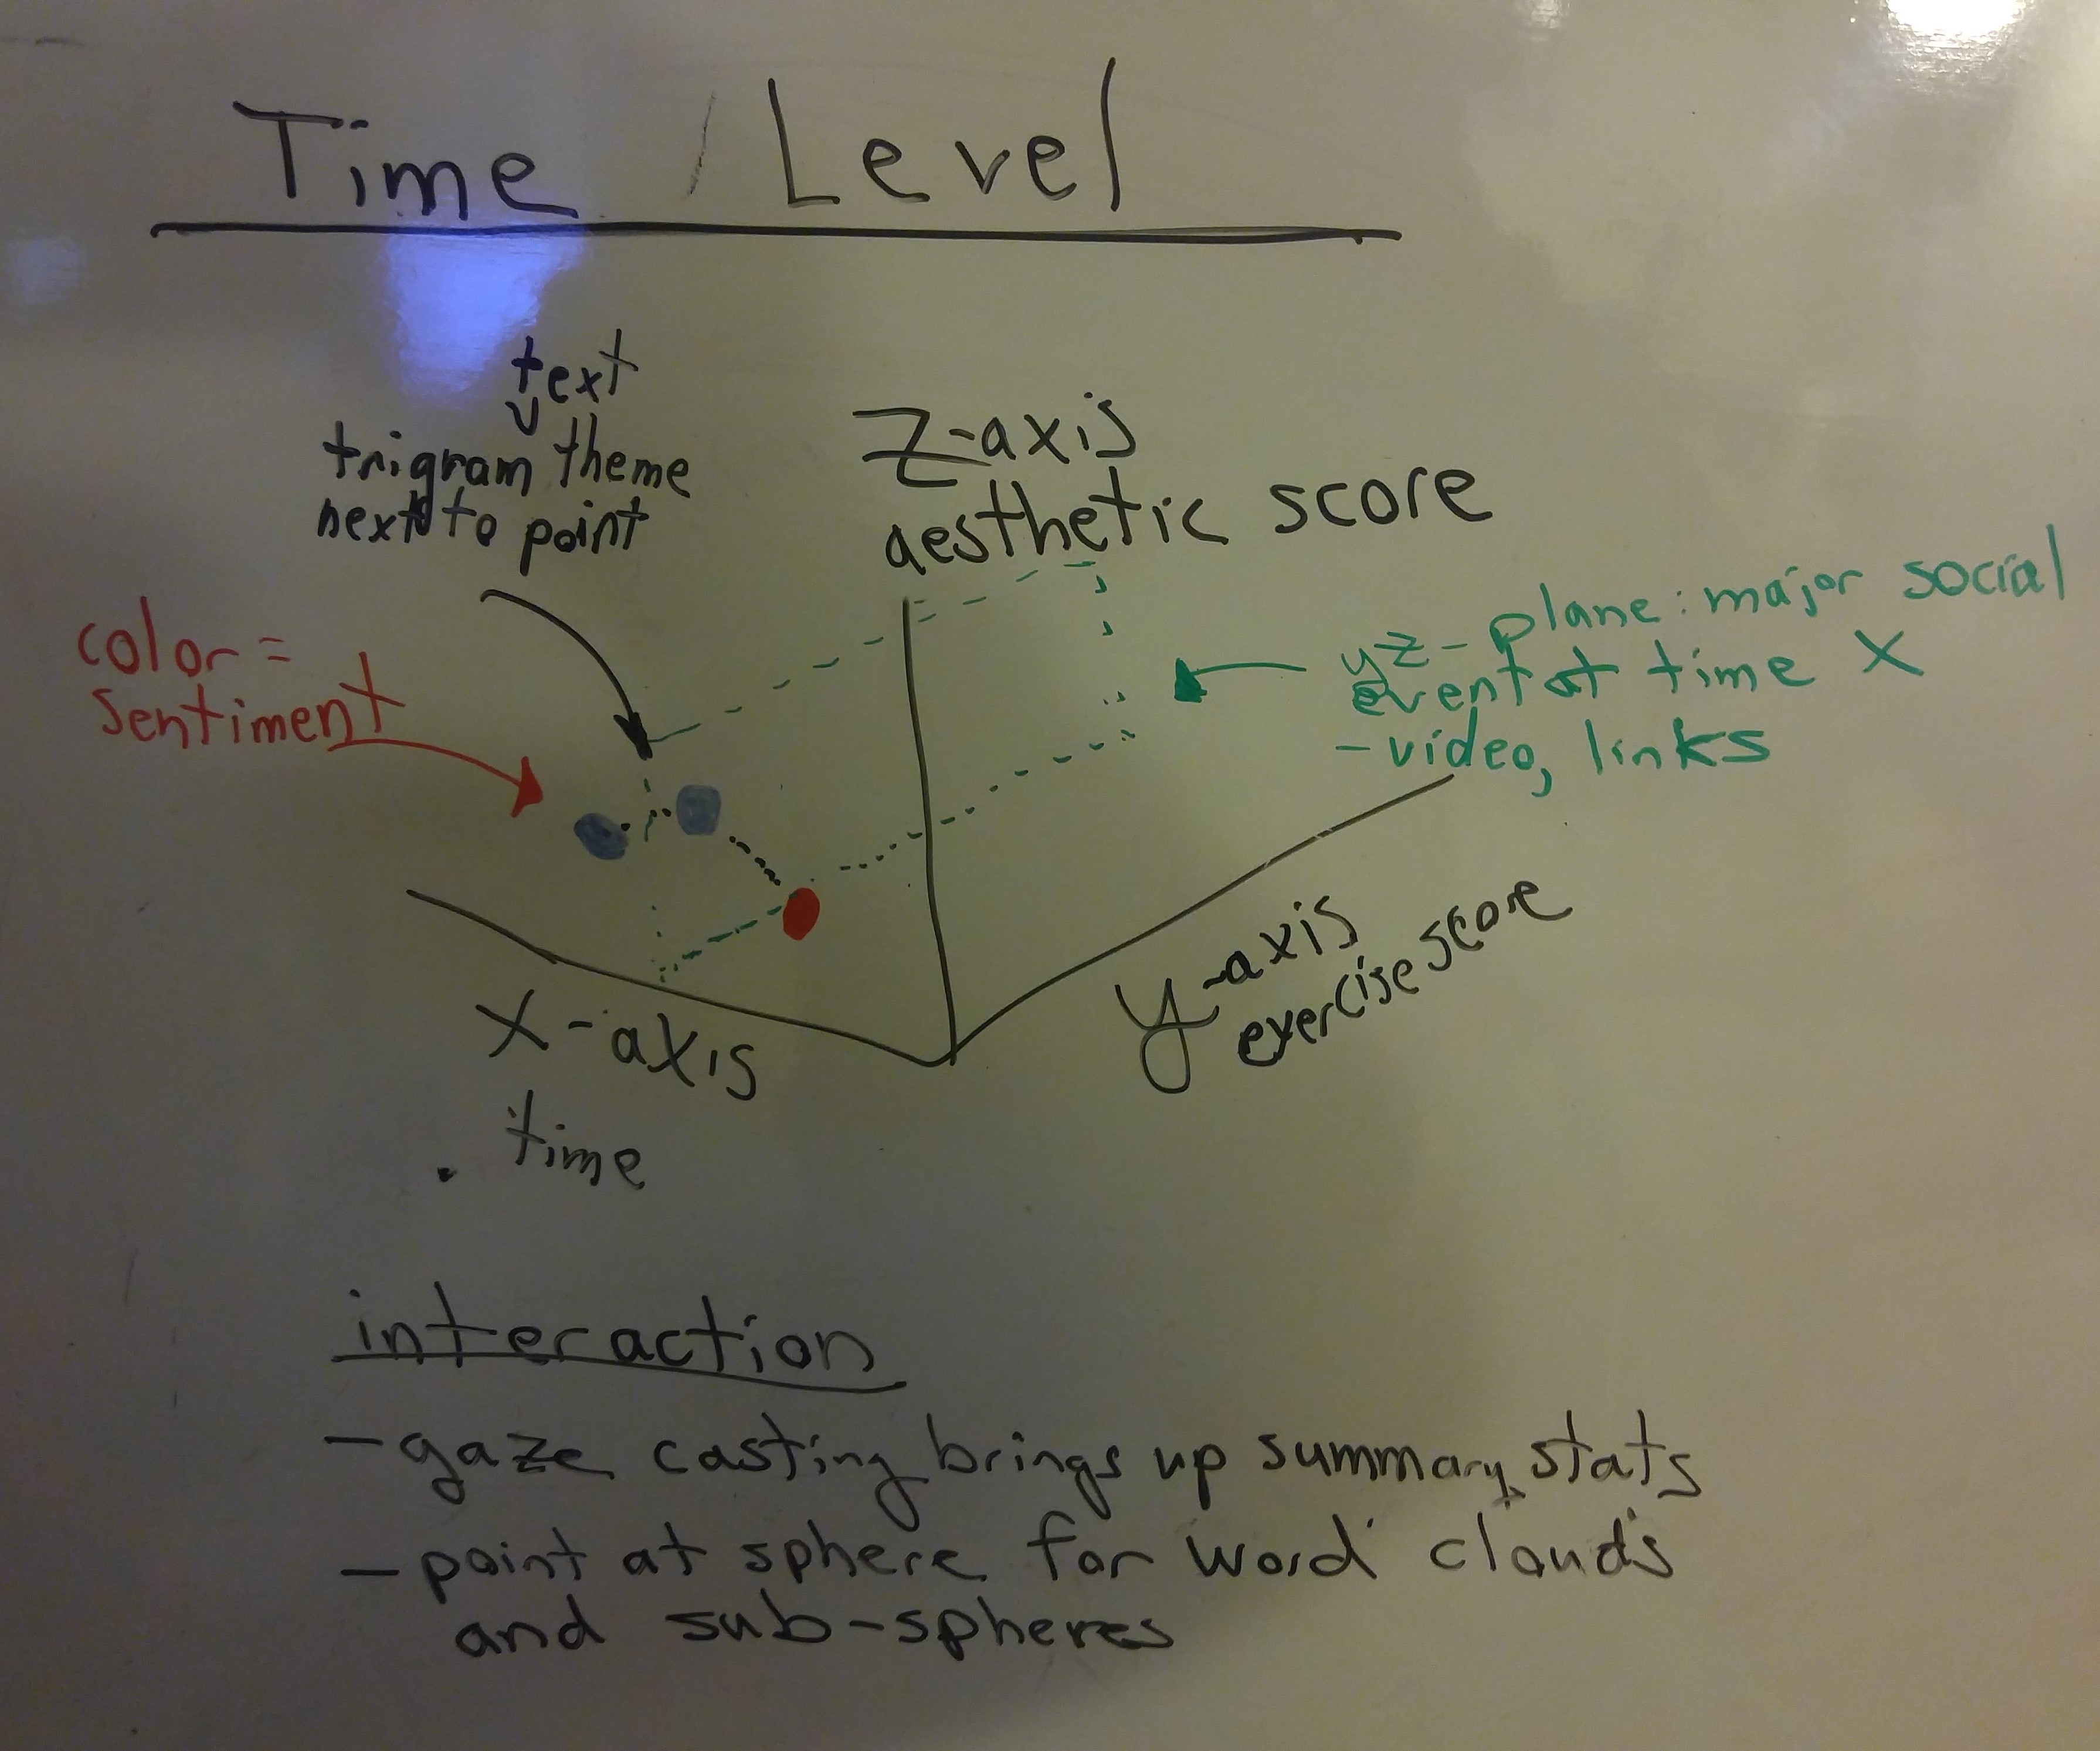 Time / Level
text
trigram theme
next to point
z-axis
aesthetic score
color =
sentiment
yz-plane: major social
event at time X
- video, links
x-axis
time
y-axis
exercise score
interaction
- gaze casting brings up summary stats
- point at sphere for word clouds
and sub-spheres